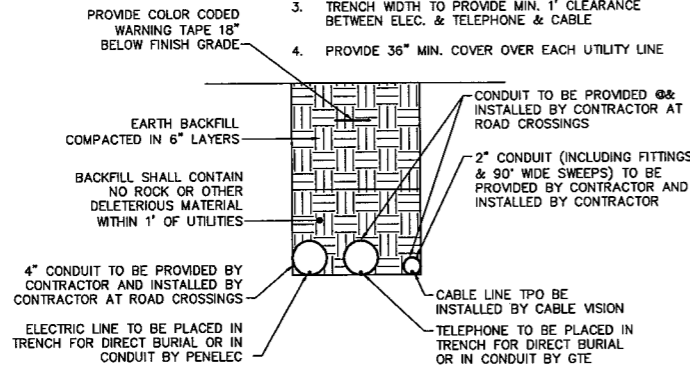 3. TRENCH WIDTH TO PROVIDE MIN. 1' CLEARANCE
BETWEEN ELEC. & TELEPHONE & CABLE
4. PROVIDE 36" MIN. COVER OVER EACH UTILITY LINE
PROVIDE COLOR CODED
WARNING TAPE 18"
BELOW FINISH GRADE
EARTH BACKFILL
COMPACTED IN 6" LAYERS
BACKFILL SHALL CONTAIN
NO ROCK OR OTHER
DELETERIOUS MATERIAL
WITHIN 1' OF UTILITIES
4" CONDUIT TO BE PROVIDED BY
CONTRACTOR AND INSTALLED BY
CONTRACTOR AT ROAD CROSSINGS
ELECTRIC LINE TO BE PLACED IN
TRENCH FOR DIRECT BURIAL OR IN
CONDUIT BY PENELEC
CONDUIT TO BE PROVIDED @&
INSTALLED BY CONTRACTOR AT
ROAD CROSSINGS
2" CONDUIT (INCLUDING FITTINGS
& 90° WIDE SWEEPS) TO BE
PROVIDED BY CONTRACTOR AND
INSTALLED BY CONTRACTOR
CABLE LINE TPO BE
INSTALLED BY CABLE VISION
TELEPHONE TO BE PLACED IN
TRENCH FOR DIRECT BURIAL
OR IN CONDUIT BY GTE